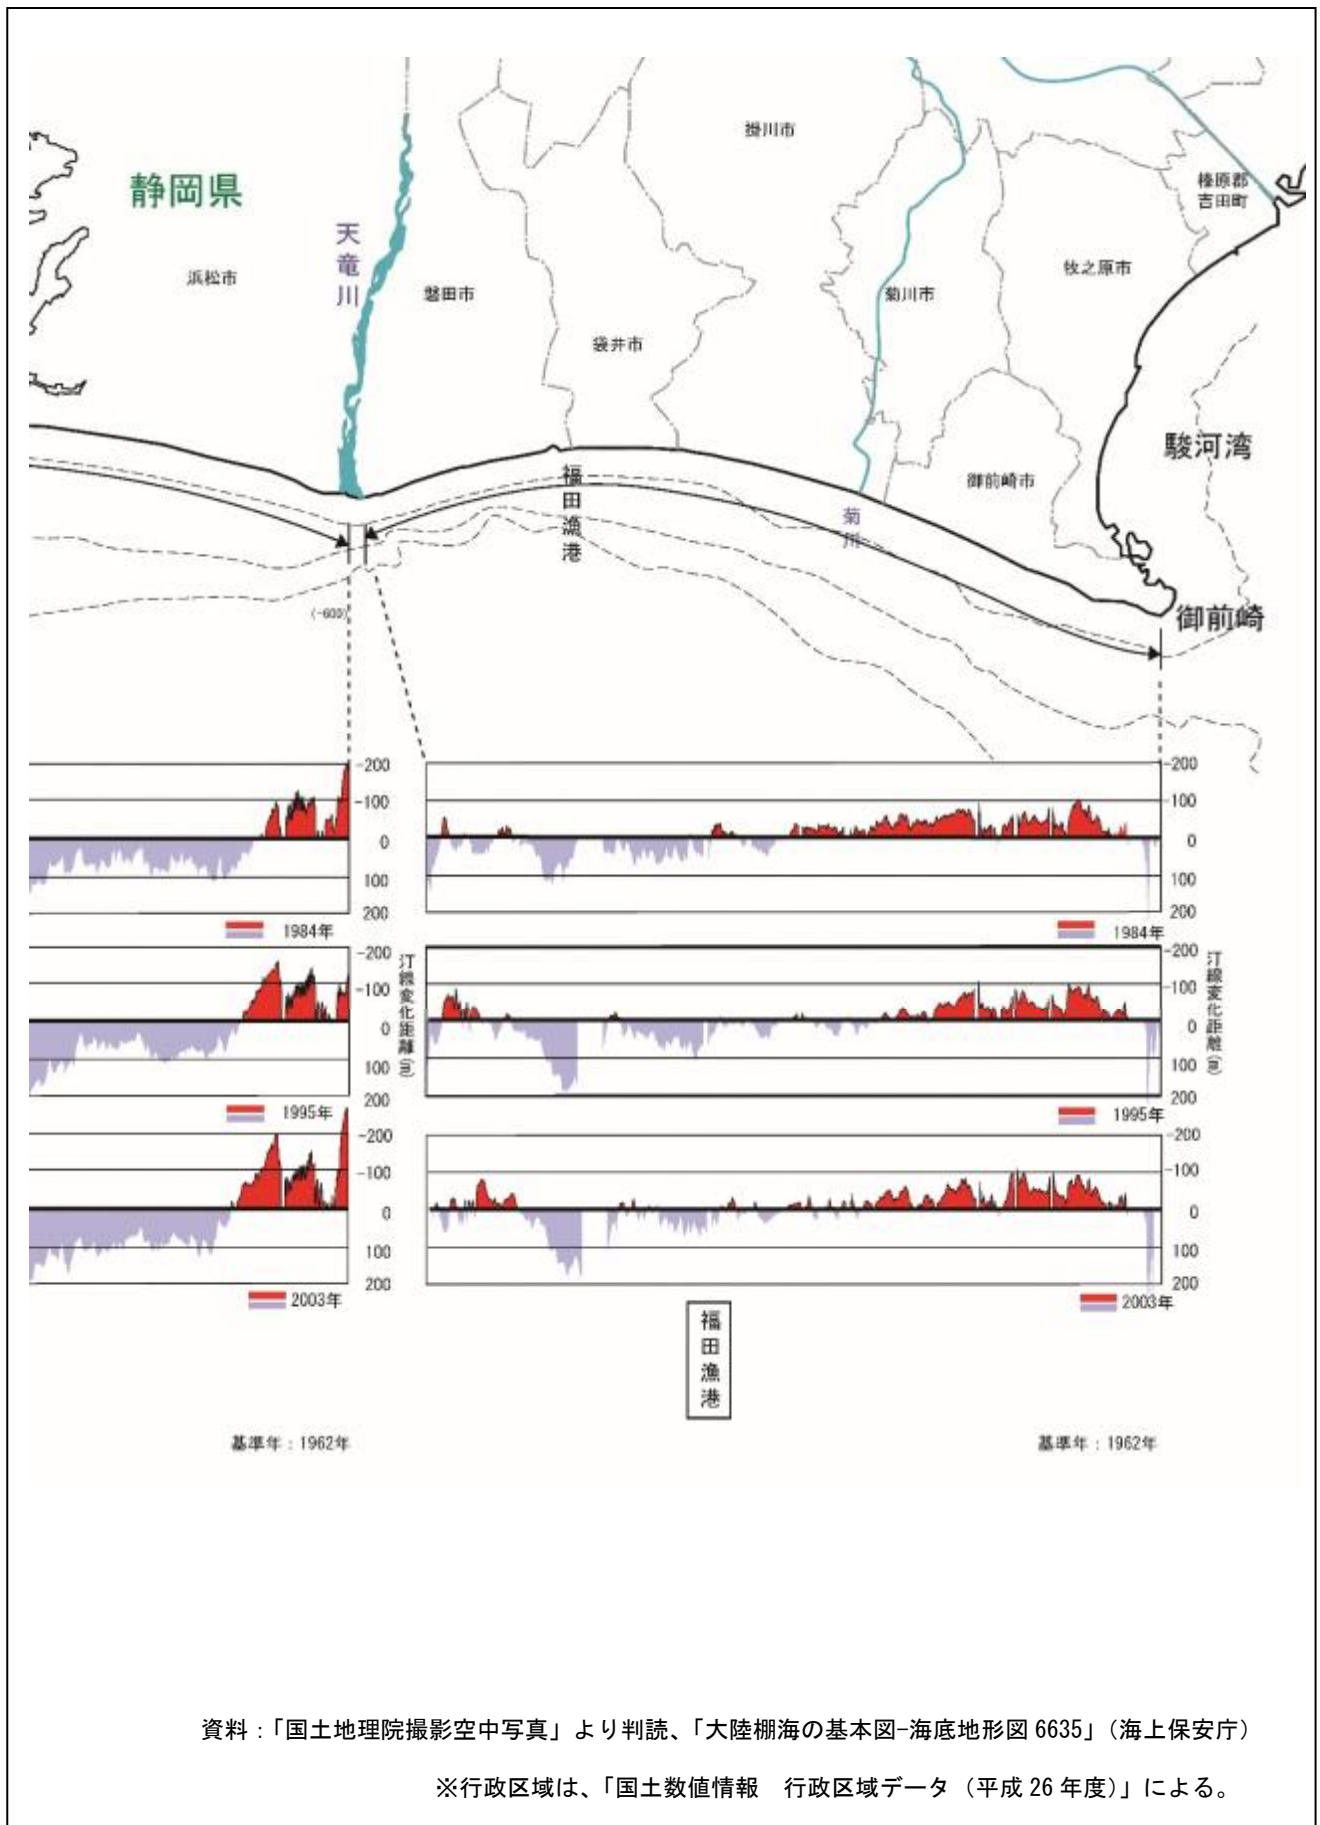 掛川市
静岡県
榛原郡
吉田町
天竜川
浜松市
磐田市
牧之原市
菊川市
袋井市
駿河湾
福田漁港
御前崎市
菊川
(-600)
御前崎
-200
-100
0
100
200
1984年
-200
-100
0
100
200
1984年
-200
-100
0
100
200
汀線変化距離(m)
1995年
-200
-100
0
100
200
汀線変化距離(m)
1995年
-200
-100
0
100
200
2003年
-200
-100
0
100
200
2003年
福田漁港
基準年：1962年
基準年：1962年
資料：「国土地理院撮影空中写真」より判読、「大陸棚海の基本図-海底地形図 6635」（海上保安庁）
※行政区域は、「国土数値情報　行政区域データ（平成 26 年度）」による。